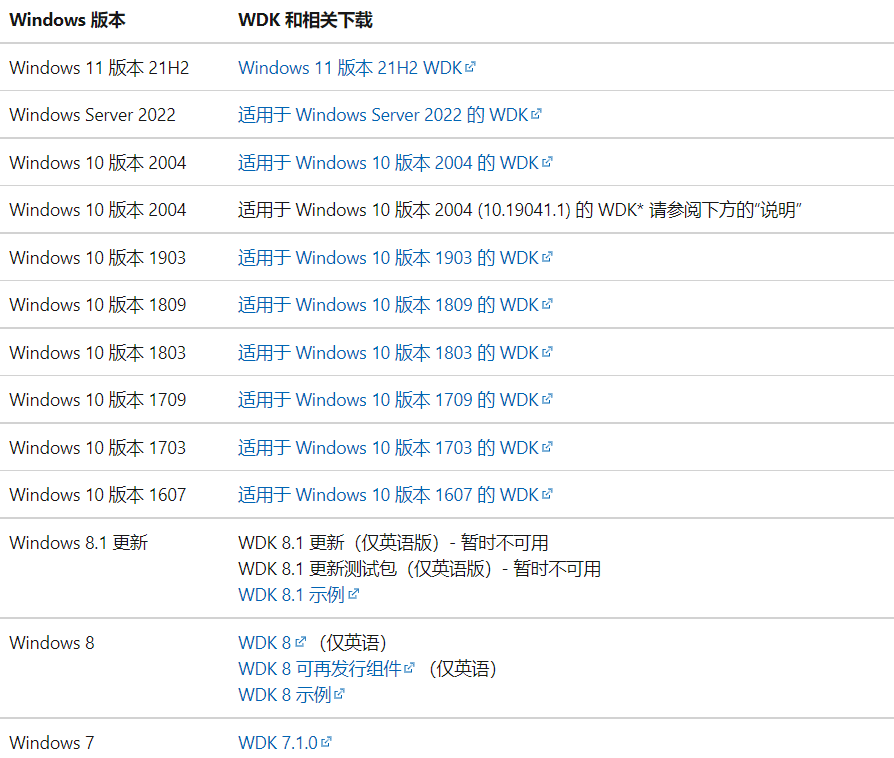 Windows 版本 WDK 和相关下载
Windows 11 版本 21H2 Windows 11 版本 21H2 WDK
Windows Server 2022 适用于 Windows Server 2022 的 WDK
Windows 10 版本 2004 适用于 Windows 10 版本 2004 的 WDK
Windows 10 版本 2004 适用于 Windows 10 版本 2004 (10.19041.1) 的 WDK* 请参阅下方的“说明”
Windows 10 版本 1903 适用于 Windows 10 版本 1903 的 WDK
Windows 10 版本 1809 适用于 Windows 10 版本 1809 的 WDK
Windows 10 版本 1803 适用于 Windows 10 版本 1803 的 WDK
Windows 10 版本 1709 适用于 Windows 10 版本 1709 的 WDK
Windows 10 版本 1703 适用于 Windows 10 版本 1703 的 WDK
Windows 10 版本 1607 适用于 Windows 10 版本 1607 的 WDK
Windows 8.1 更新 WDK 8.1 更新（仅英语版）- 暂时不可用
WDK 8.1 更新测试包（仅英语版）- 暂时不可用
WDK 8.1 示例
Windows 8 WDK 8 （仅英语）
WDK 8 可再发行组件 （仅英语）
WDK 8 示例
Windows 7 WDK 7.1.0